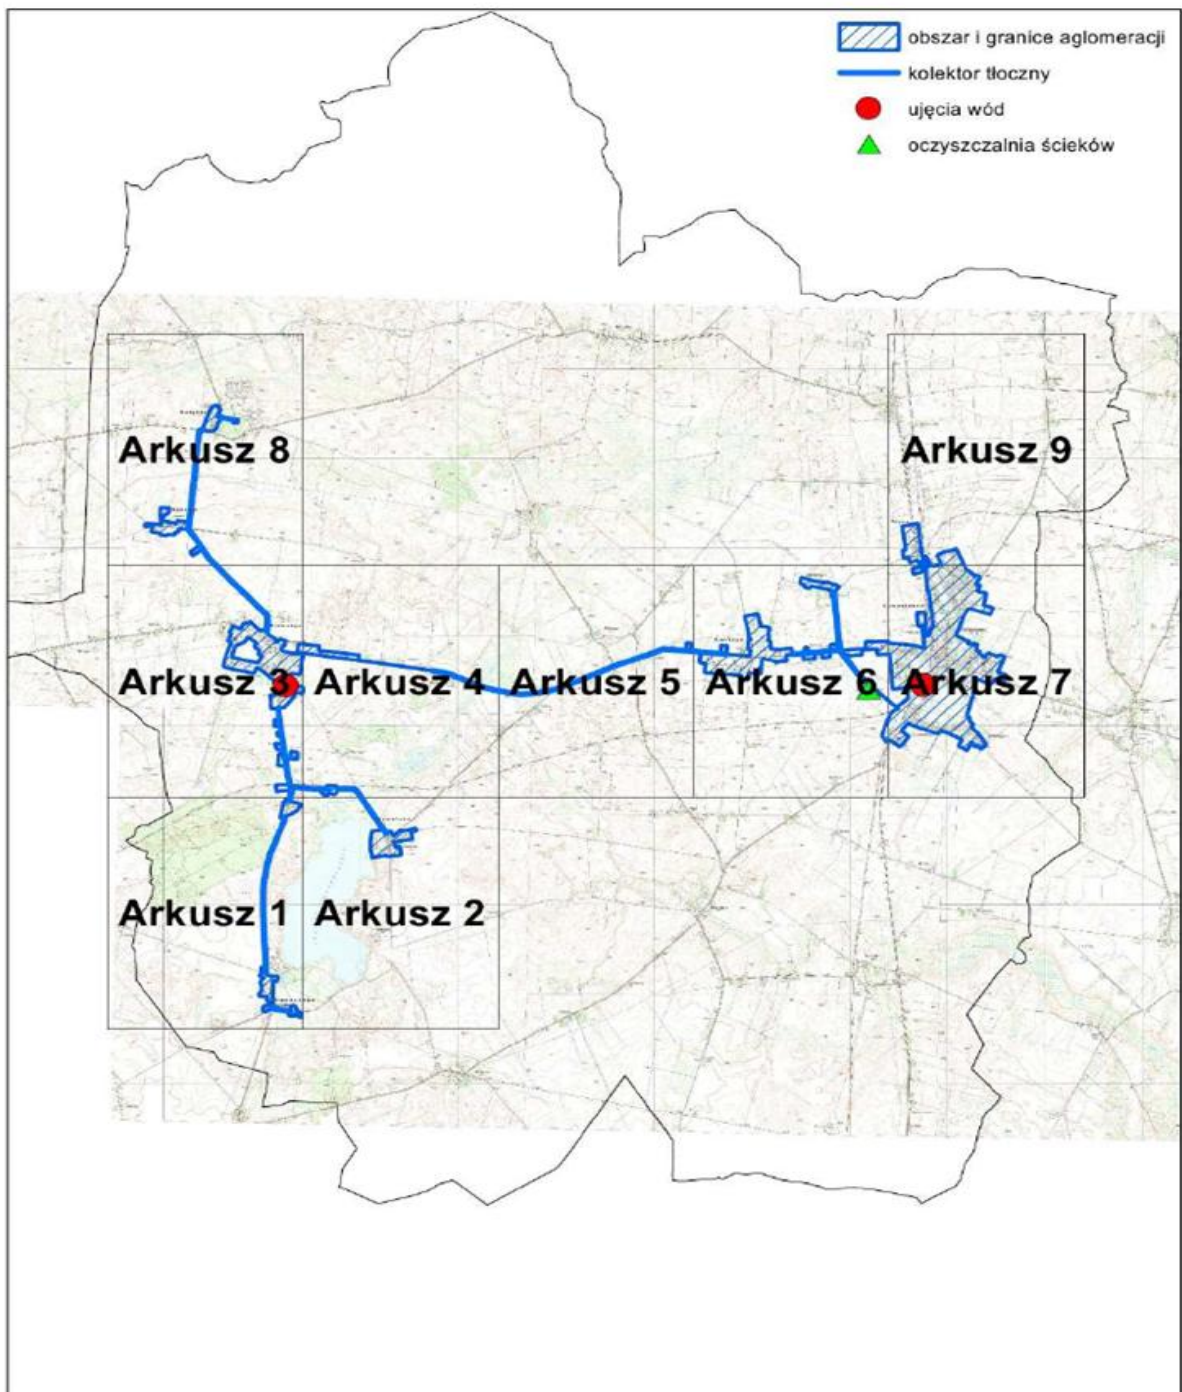 obszar i granice aglomeracji
kolektor tłoczny
ujęcia wód
oczyszczalnia ścieków
Arkusz 8
Arkusz 9
Arkusz 3
Arkusz 4
Arkusz 5
Arkusz 6
Arkusz 7
Arkusz 1
Arkusz 2